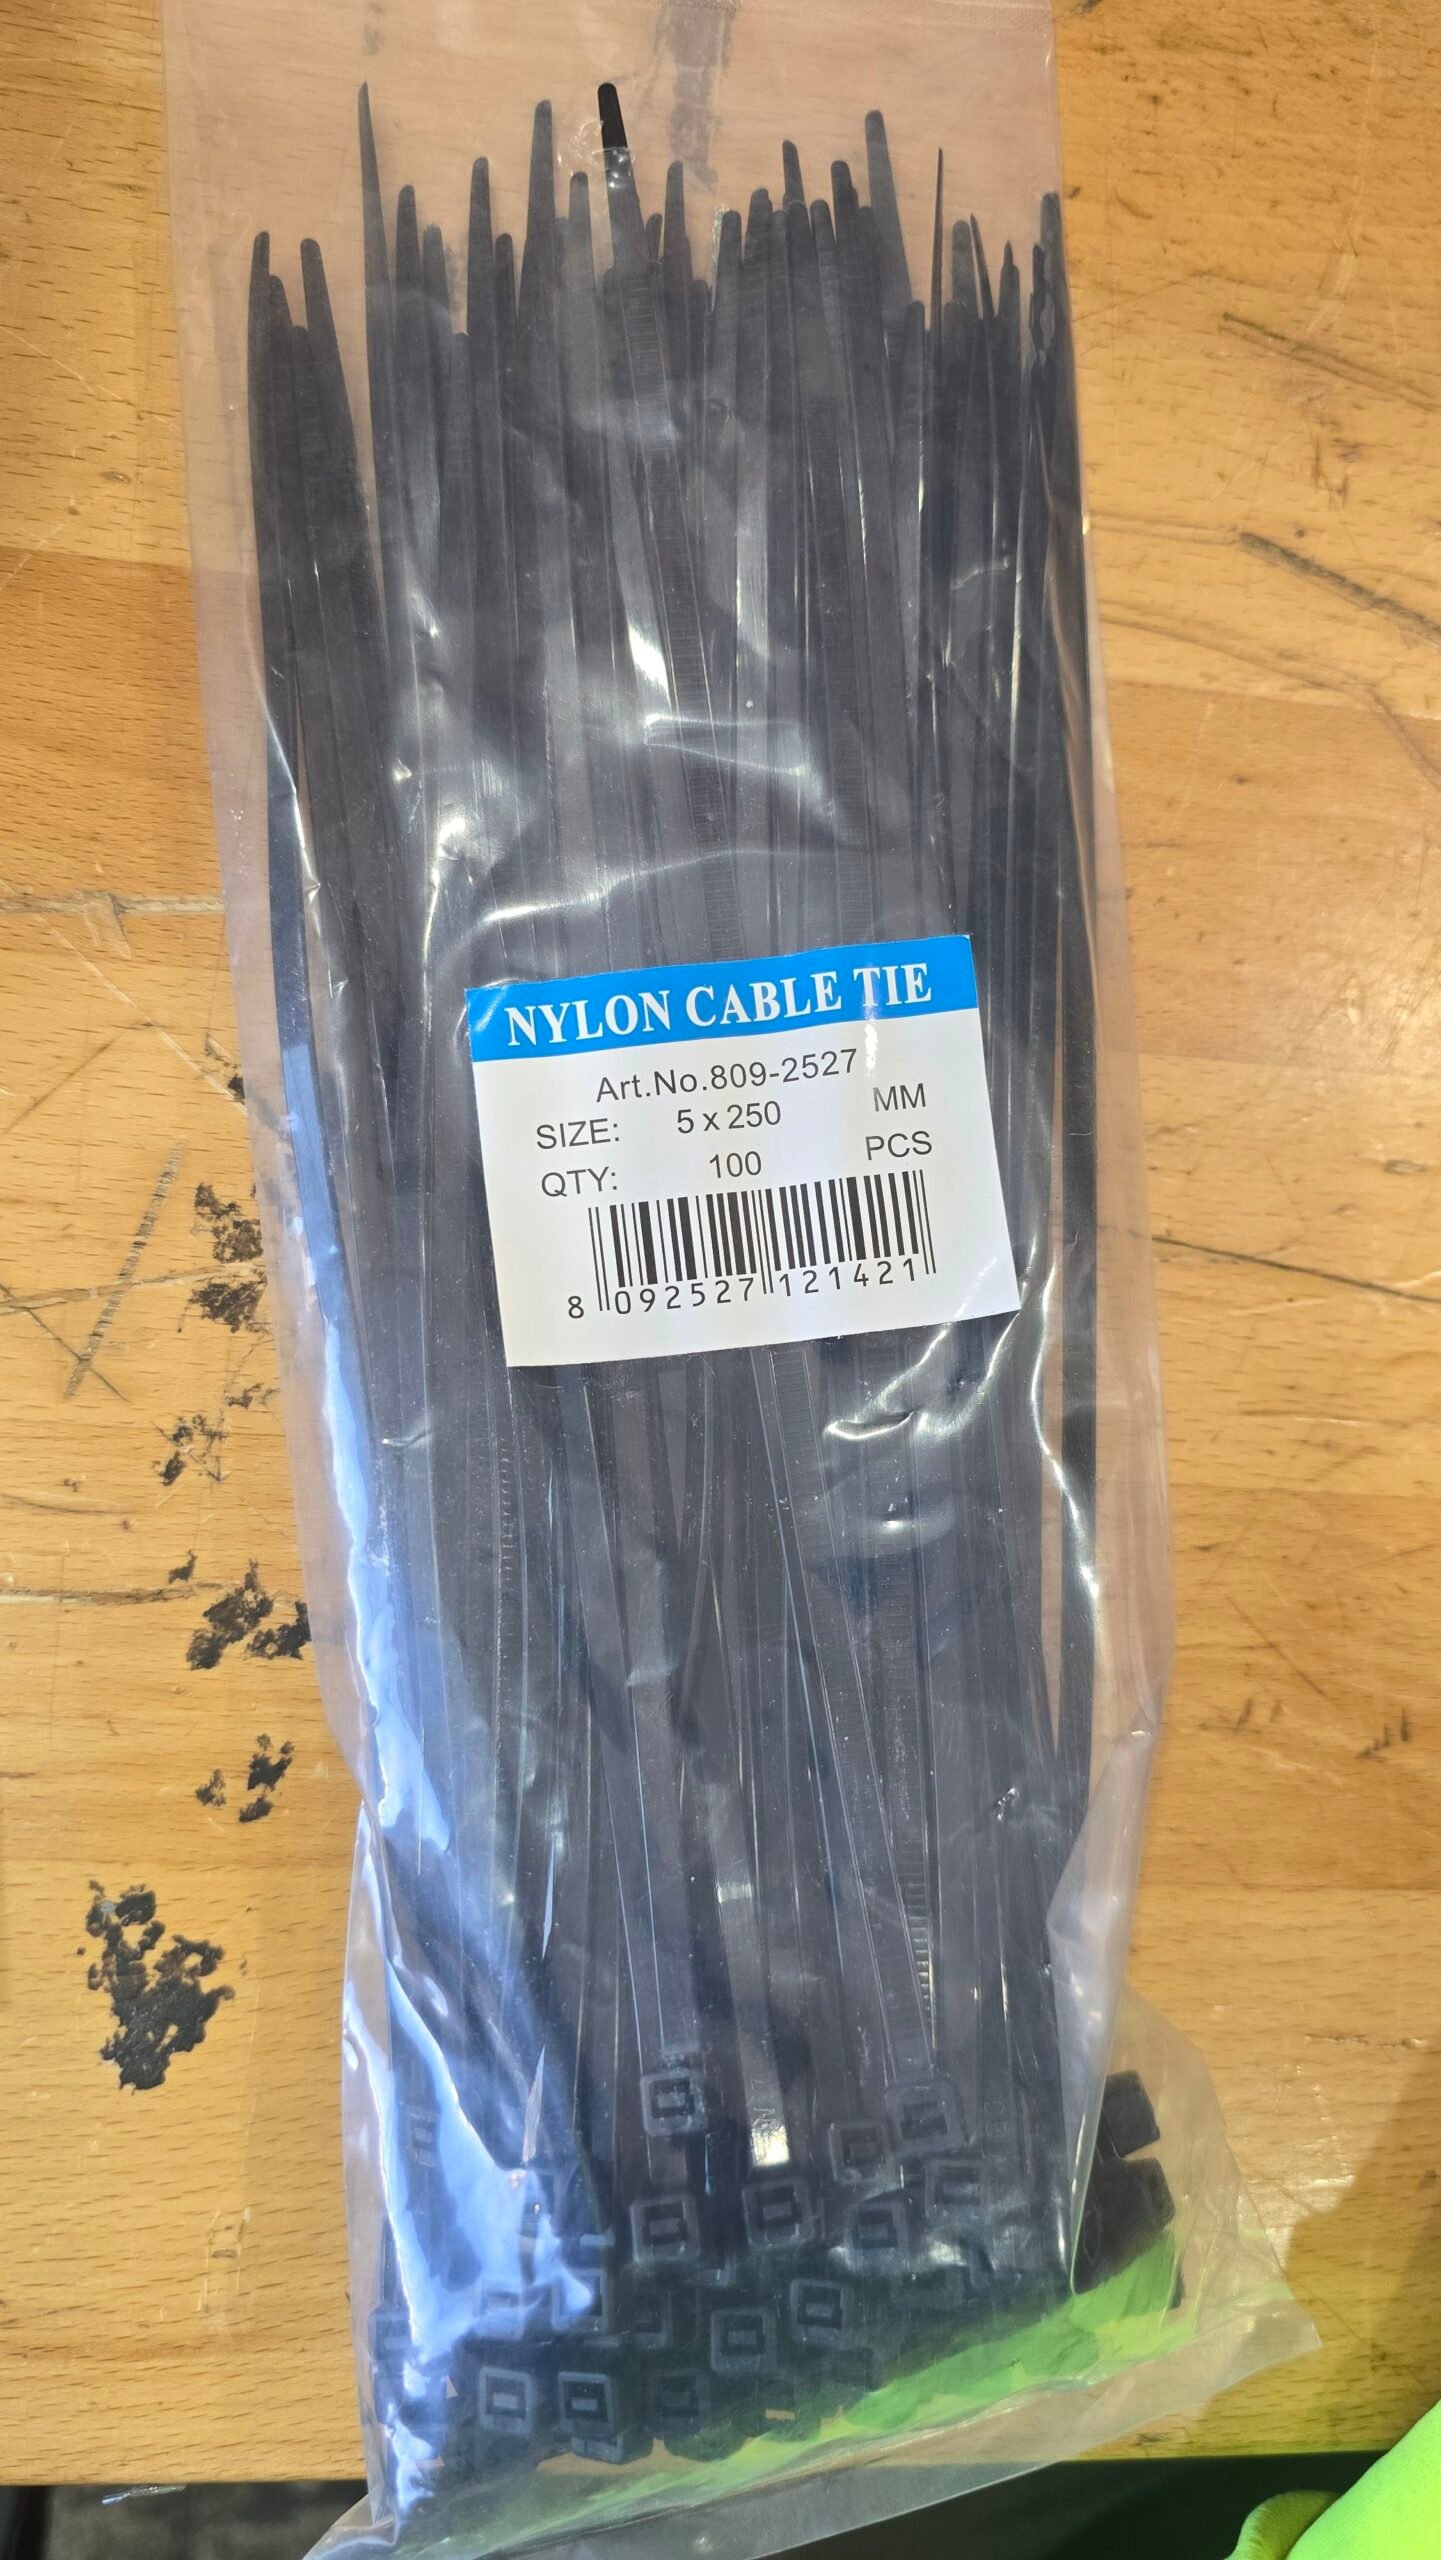 NYLON CABLE TIE
Art.No.809-2527
SIZE: 5 x 250 MM
QTY: 100 PCS
8 092527 121421